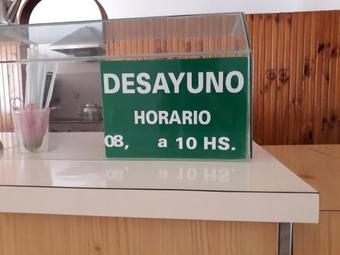 DESAYUNO
HORARIO
08, a 10 HS.